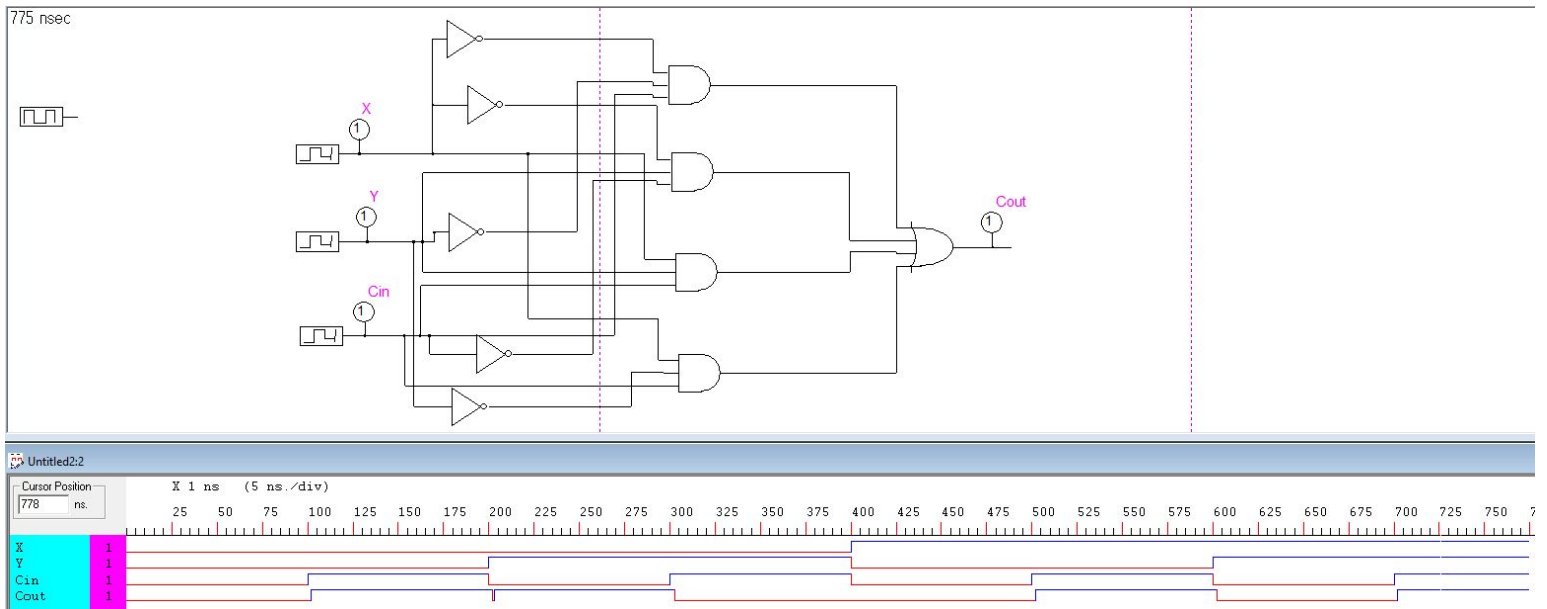 775 nsec
X
1
Y
1
Cin
1
Cout
1
Untitled2:2
Cursor Position
778 ns.
X 1 ns (5 ns./div)
25 50 75 100 125 150 175 200 225 250 275 300 325 350 375 400 425 450 475 500 525 550 575 600 625 650 675 700 725 750 7
X 1
Y 1
Cin 1
Cout 1